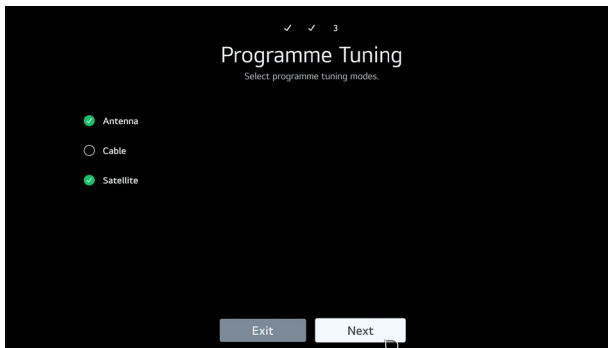 3
Programme Tuning
Select programme tuning modes.
Antenna
Cable
Satellite
Exit
Next